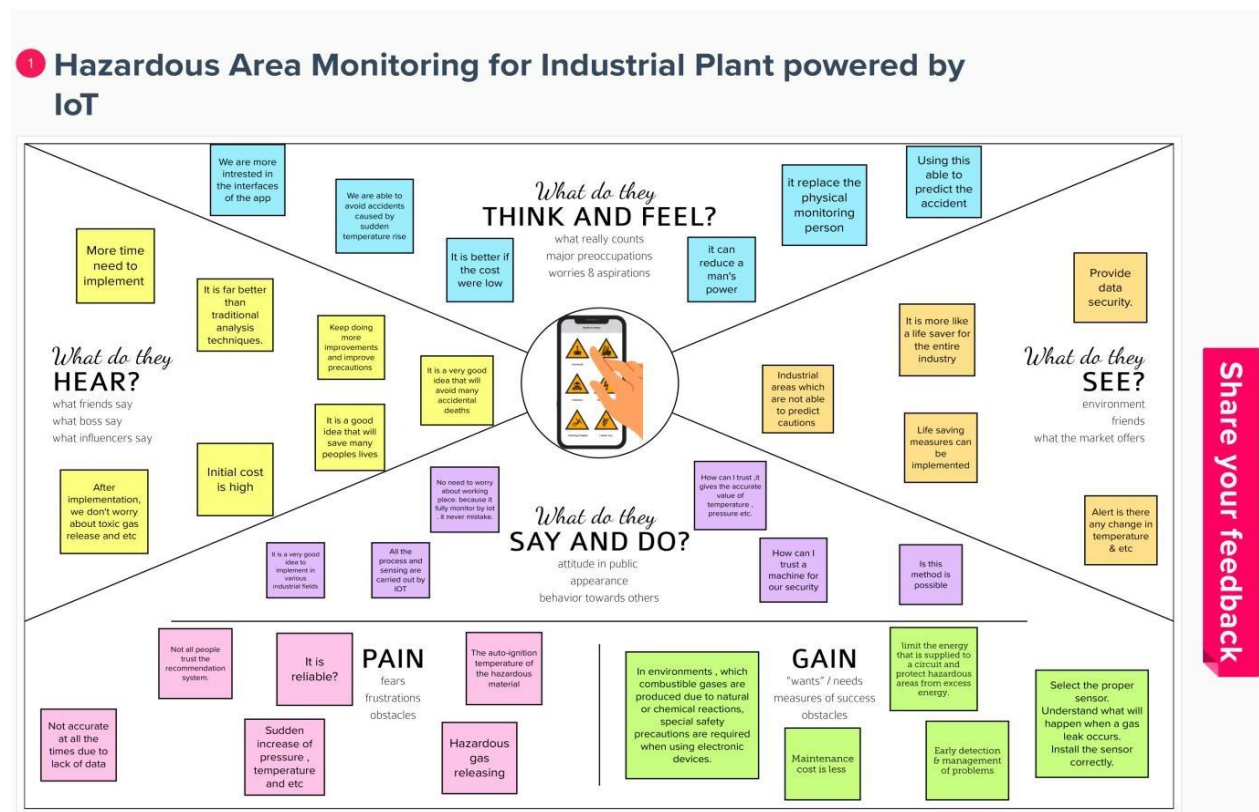 1
Hazardous Area Monitoring for Industrial Plant powered by
IoT
We are more
intrested in
the interfaces
of the app
We are able to
avoid accidents
caused by
sudden
temperature rise
It is better if
the cost
were low
What do they
THINK AND FEEL?
what really counts
major preoccupations
worries & aspirations
it can
reduce a
man's
power
it replace the
physical
monitoring
person
Using this
able to
predict the
accident
More time
need to
implement
It is far better
than
traditional
analysis
techniques.
Keep doing
more
improvements
and improve
precautions
It is a very good
idea that will
avoid many
accidental
deaths
What do they
HEAR?
what friends say
what boss say
what influencers say
It is a good
idea that will
save many
peoples lives
Initial cost
is high
After
implementation,
we don't worry
about toxic gas
release and etc
Provide
data
security.
It is more like
a life saver for
the entire
industry
Industrial
areas which
are not able
to predict
cautions
What do they
SEE?
environment
friends
what the market offers
Life saving
measures can
be
implemented
Alert is there
any change in
temperature
& etc
No need to worry
about working
place. because it
fully monitor by iot
. it never mistake.
It is a very good
idea to
implement in
various
industrial fields
All the
process and
sensing are
carried out by
IOT
What do they
SAY AND DO?
attitude in public
appearance
behavior towards others
How can I trust ,it
gives the accurate
value of
temperature ,
pressure etc.
How can I
trust a
machine for
our security
Is this
method is
possible
Not all people
trust the
recommendation
system.
It is
reliable?
PAIN
fears
frustrations
obstacles
The auto-ignition
temperature of
the hazardous
material
Not accurate
at all the
times due to
lack of data
Sudden
increase of
pressure ,
temperature
and etc
Hazardous
gas
releasing
In environments , which
combustible gases are
produced due to natural
or chemical reactions,
special safety
precautions are required
when using electronic
devices.
GAIN
"wants" / needs
measures of success
obstacles
limit the energy
that is supplied to
a circuit and
protect hazardous
areas from excess
energy.
Maintenance
cost is less
Early detection
& management
of problems
Select the proper
sensor.
Understand what will
happen when a gas
leak occurs.
Install the sensor
correctly.
Share your feedback